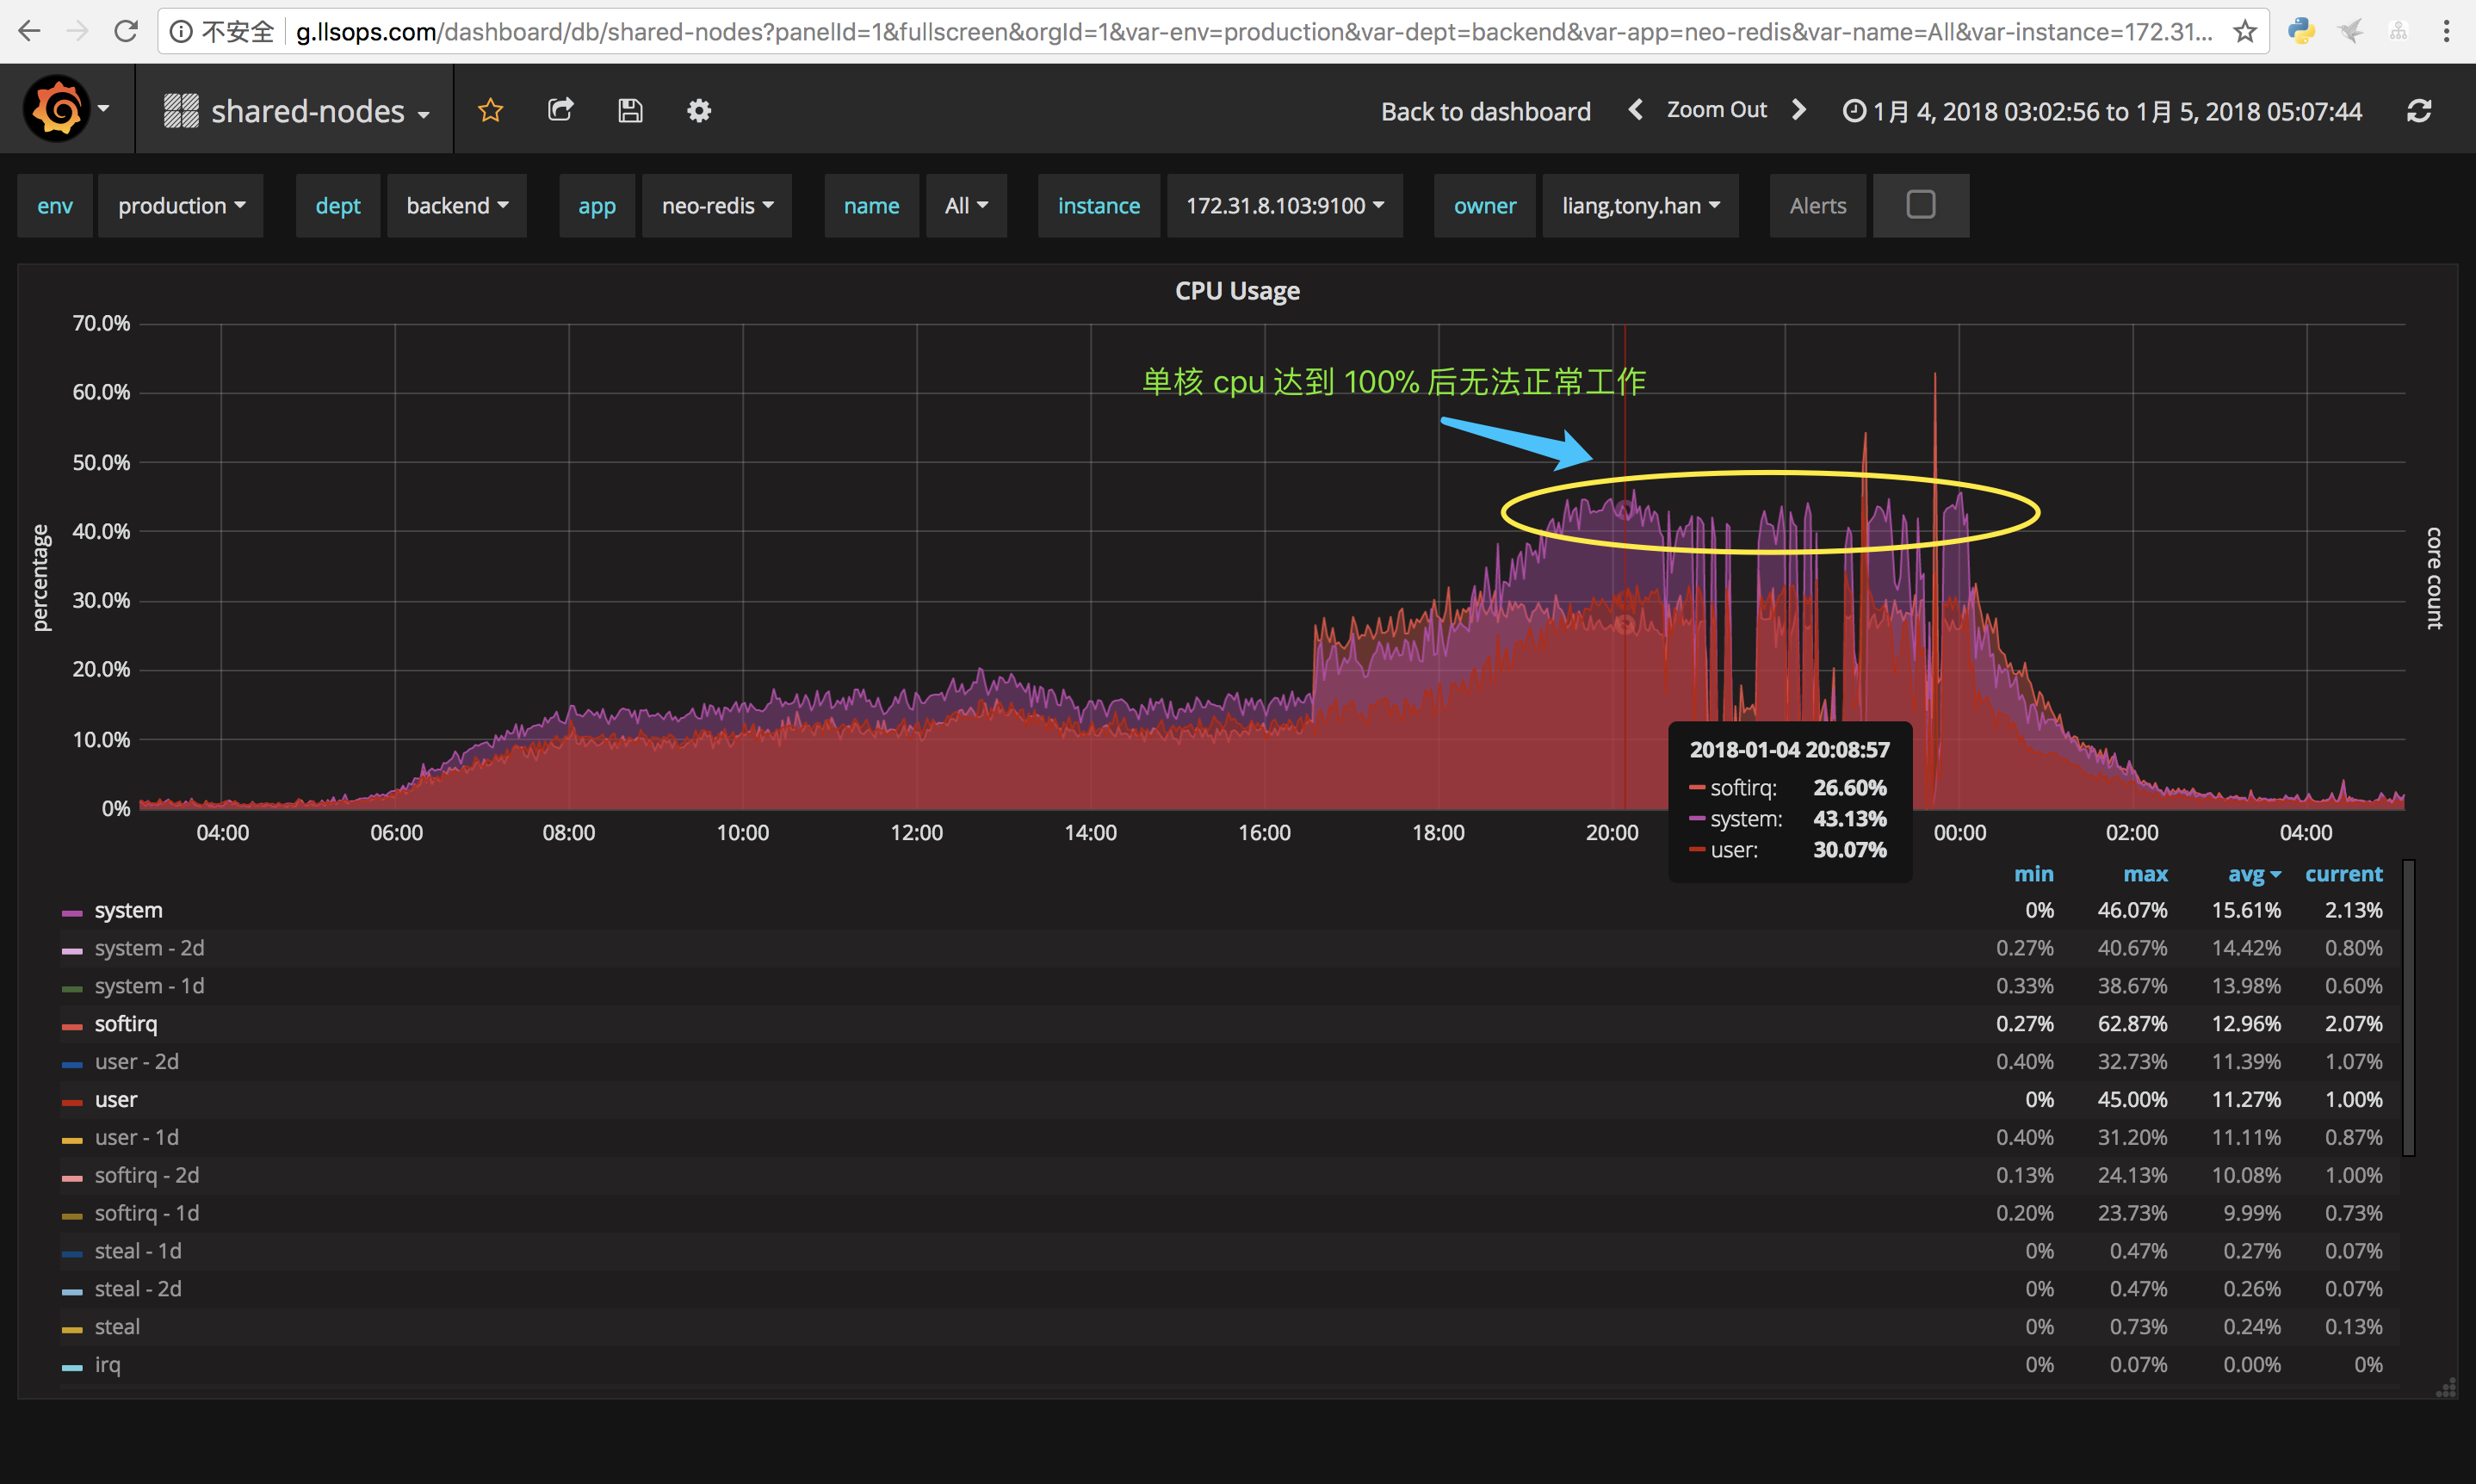 不安全 g.llsops.com/dashboard/db/shared-nodes?panelId=1&fullscreen&orgId=1&var-env=production&var-dept=backend&var-app=neo-redis&var-name=All&var-instance=172.31...
shared-nodes Back to dashboard Zoom Out 1月 4, 2018 03:02:56 to 1月 5, 2018 05:07:44
env production dept backend app neo-redis name All instance 172.31.8.103:9100 owner liang,tony.han Alerts
CPU Usage
70.0%
60.0%
50.0%
40.0%
30.0%
20.0%
10.0%
0%
percentage
core count
单核 cpu 达到 100% 后无法正常工作
2018-01-04 20:08:57
softirq: 26.60%
system: 43.13%
user: 30.07%
04:00 06:00 08:00 10:00 12:00 14:00 16:00 18:00 20:00 00:00 02:00 04:00
min max avg current
system 0% 46.07% 15.61% 2.13%
system - 2d 0.27% 40.67% 14.42% 0.80%
system - 1d 0.33% 38.67% 13.98% 0.60%
softirq 0.27% 62.87% 12.96% 2.07%
user - 2d 0.40% 32.73% 11.39% 1.07%
user 0% 45.00% 11.27% 1.00%
user - 1d 0.40% 31.20% 11.11% 0.87%
softirq - 2d 0.13% 24.13% 10.08% 1.00%
softirq - 1d 0.20% 23.73% 9.99% 0.73%
steal - 1d 0% 0.47% 0.27% 0.07%
steal - 2d 0% 0.47% 0.26% 0.07%
steal 0% 0.73% 0.24% 0.13%
irq 0% 0.07% 0.00% 0%